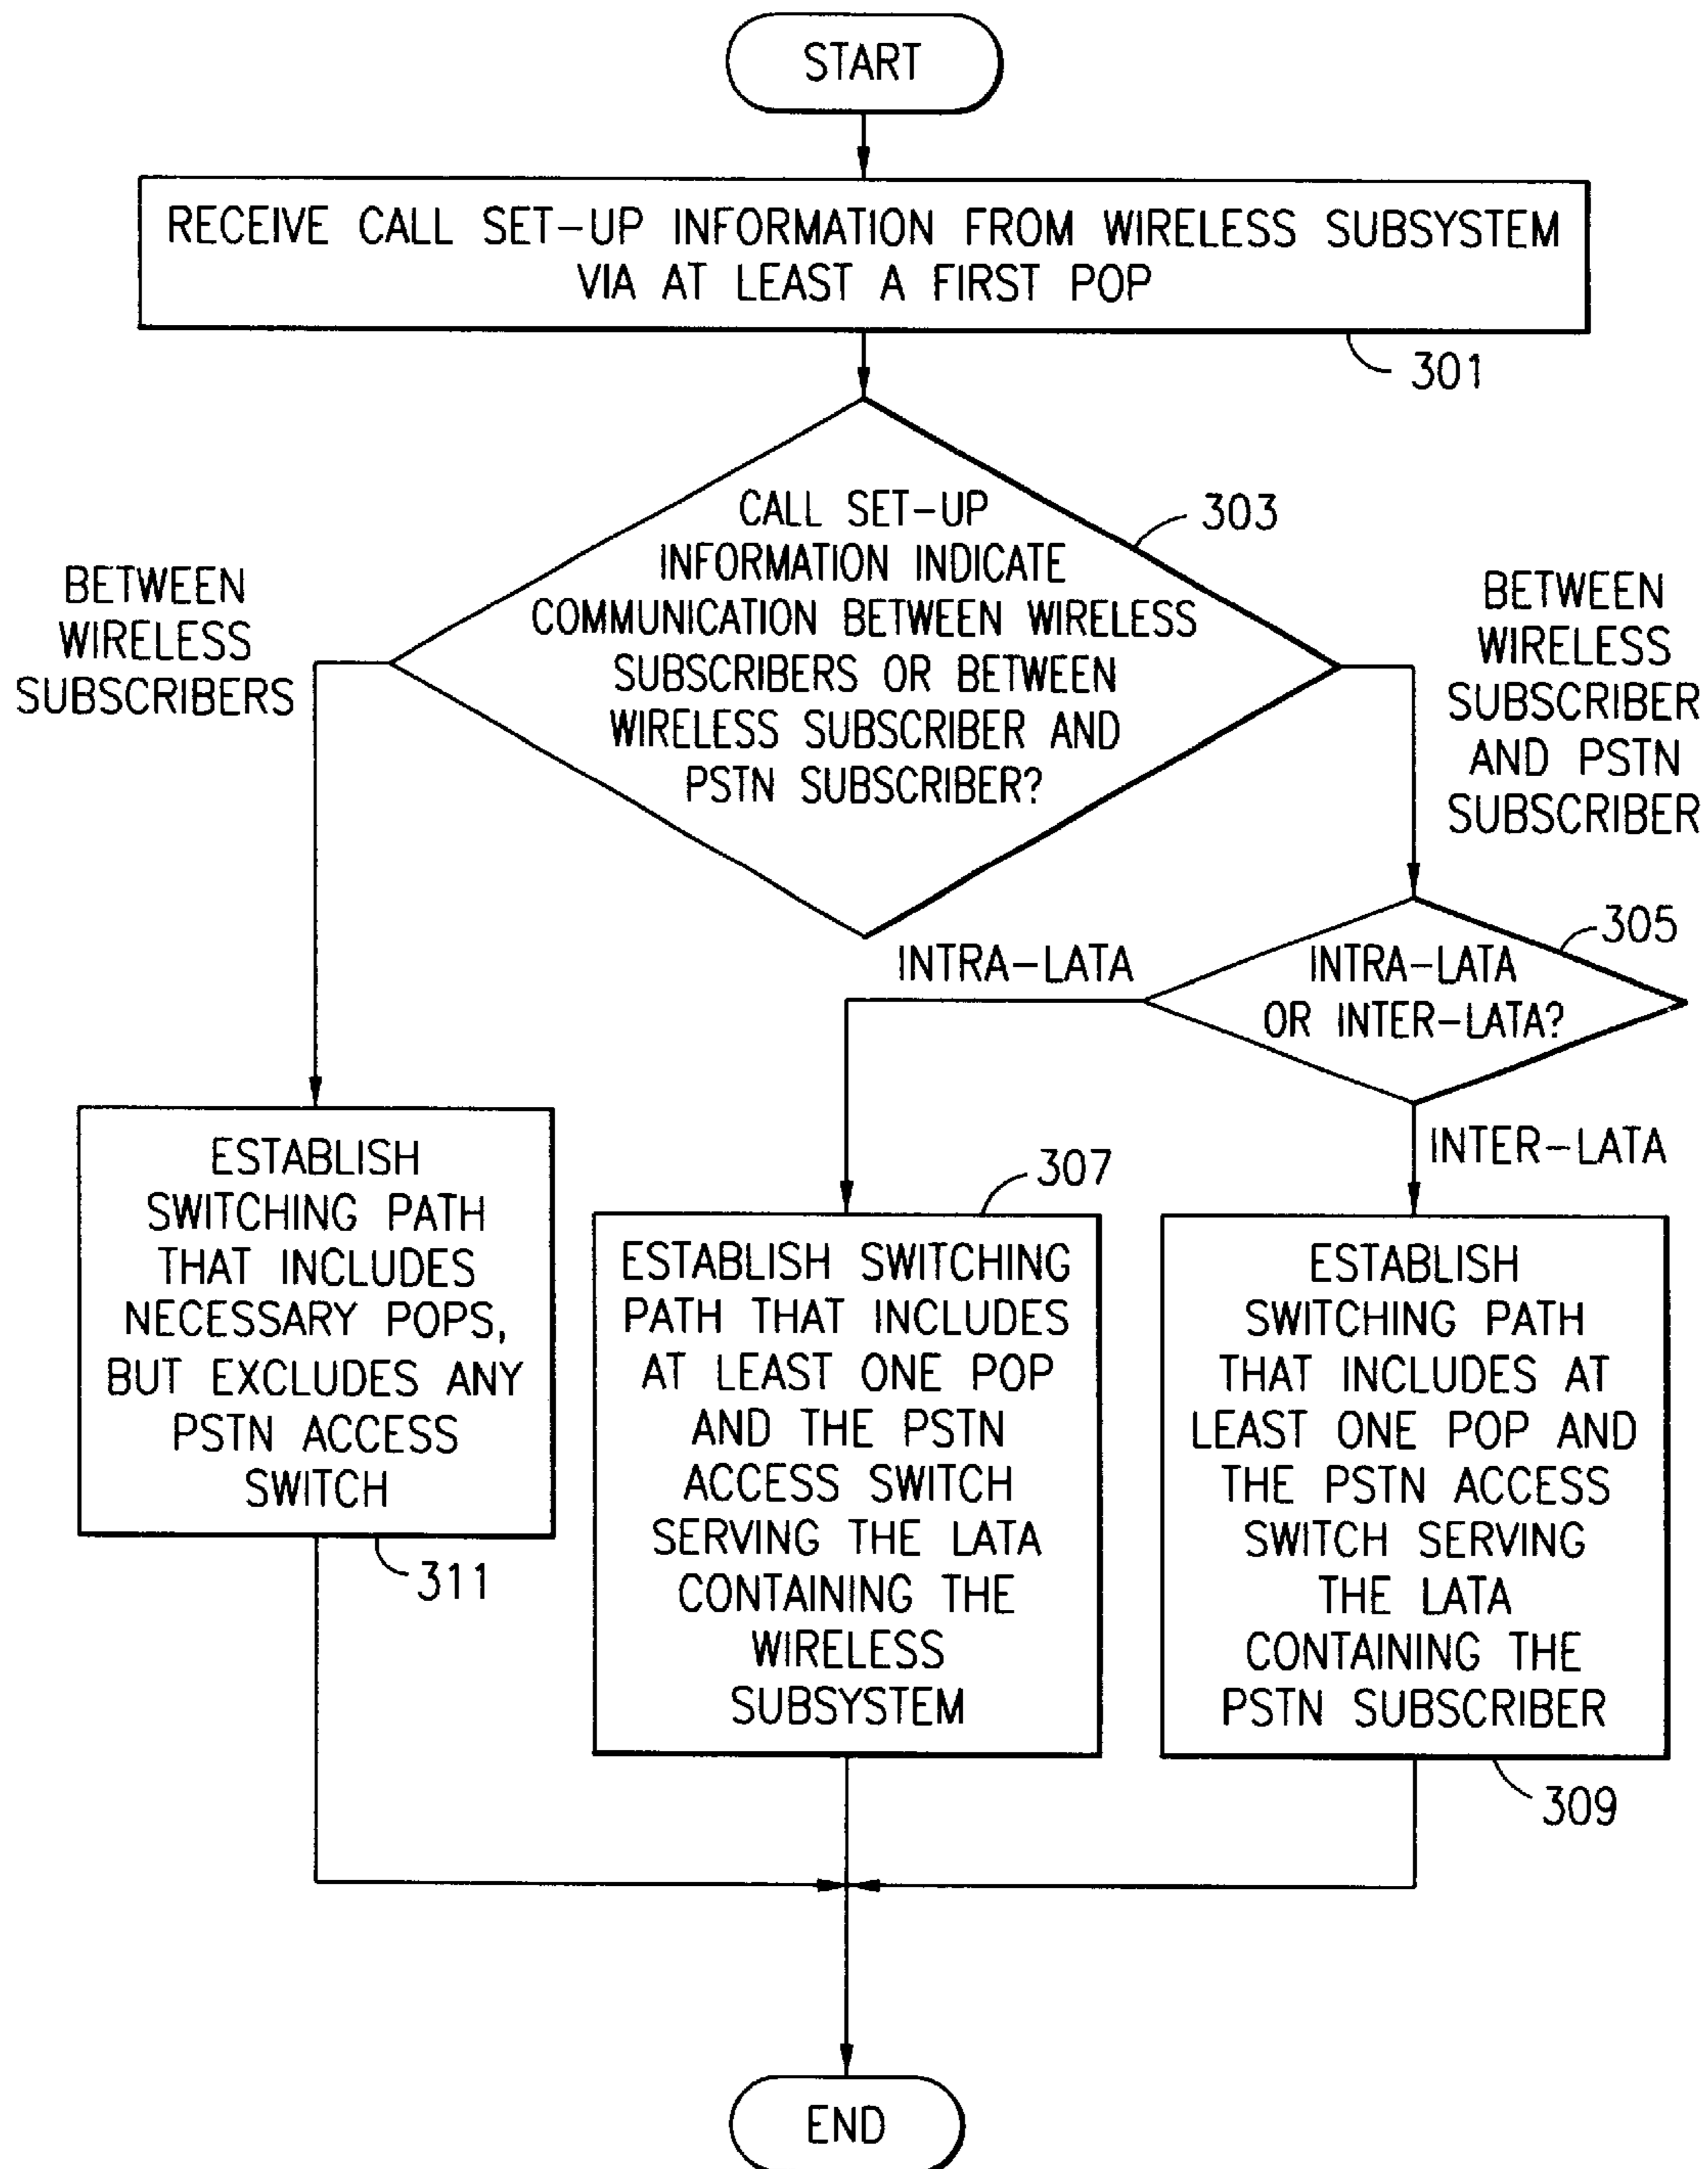 START
RECEIVE CALL SET-UP INFORMATION FROM WIRELESS SUBSYSTEM
VIA AT LEAST A FIRST POP
301
CALL SET-UP
INFORMATION INDICATE
COMMUNICATION BETWEEN WIRELESS
SUBSCRIBERS OR BETWEEN
WIRELESS SUBSCRIBER AND
PSTN SUBSCRIBER?
303
BETWEEN
WIRELESS
SUBSCRIBERS
BETWEEN
WIRELESS
SUBSCRIBER
AND PSTN
SUBSCRIBER
INTRA-LATA
OR INTER-LATA?
305
INTRA-LATA
INTER-LATA
ESTABLISH
SWITCHING PATH
THAT INCLUDES
NECESSARY POPS,
BUT EXCLUDES ANY
PSTN ACCESS
SWITCH
311
307
ESTABLISH SWITCHING
PATH THAT INCLUDES
AT LEAST ONE POP
AND THE PSTN
ACCESS SWITCH
SERVING THE LATA
CONTAINING THE
WIRELESS
SUBSYSTEM
ESTABLISH
SWITCHING PATH
THAT INCLUDES AT
LEAST ONE POP AND
THE PSTN ACCESS
SWITCH SERVING
THE LATA
CONTAINING THE
PSTN SUBSCRIBER
309
END